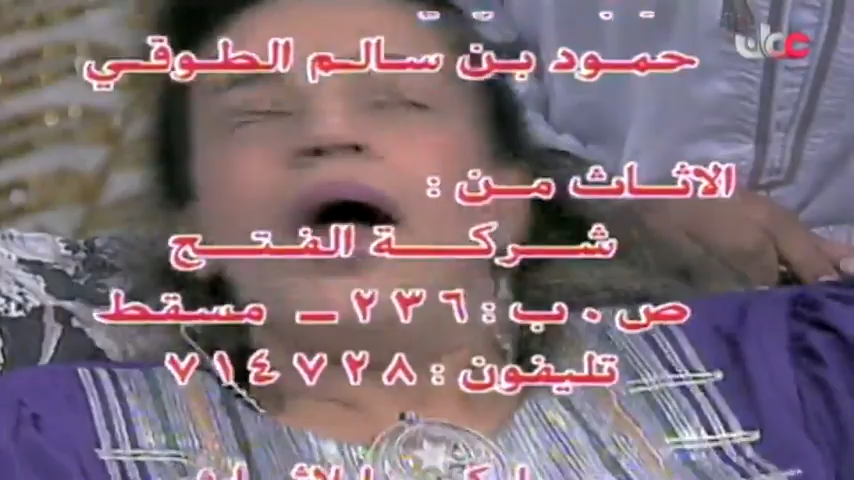 حمود بن سالم الطوقي
الاثاث من :
شركة الفتح
ص . ب : ٢٣٦ ـ مسقط
تليفون : ٧١٤٧٢٨